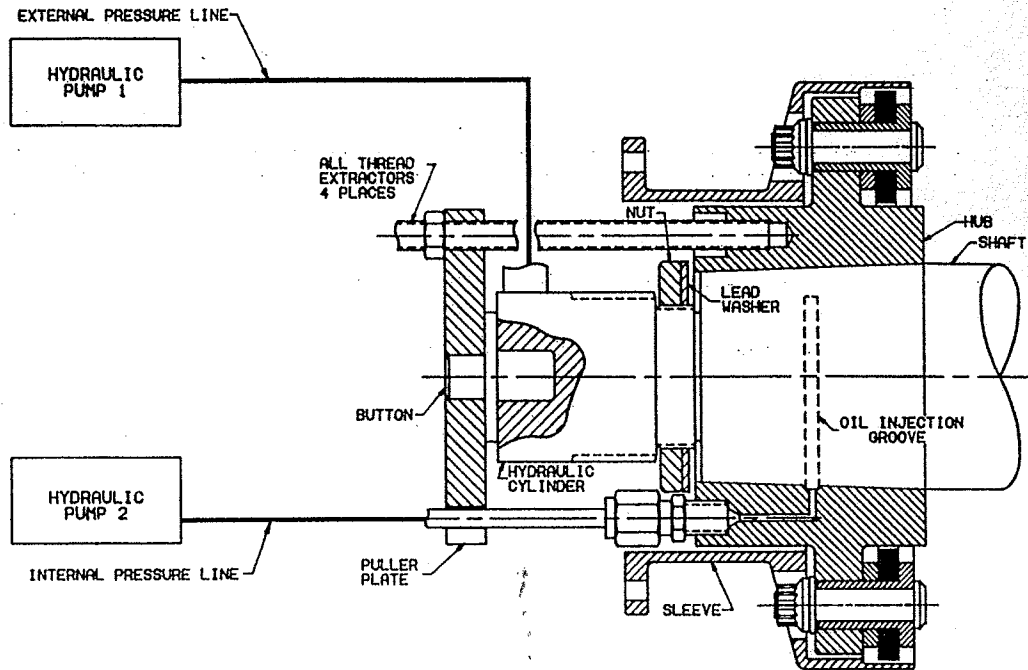 EXTERNAL PRESSURE LINE
HYDRAULIC
PUMP 1
ALL THREAD
EXTRACTORS
4 PLACES
NUT
HUB
SHAFT
LEAD
WASHER
BUTTON
OIL INJECTION
GROOVE
HYDRAULIC
CYLINDER
HYDRAULIC
PUMP 2
INTERNAL PRESSURE LINE
PULLER
PLATE
SLEEVE